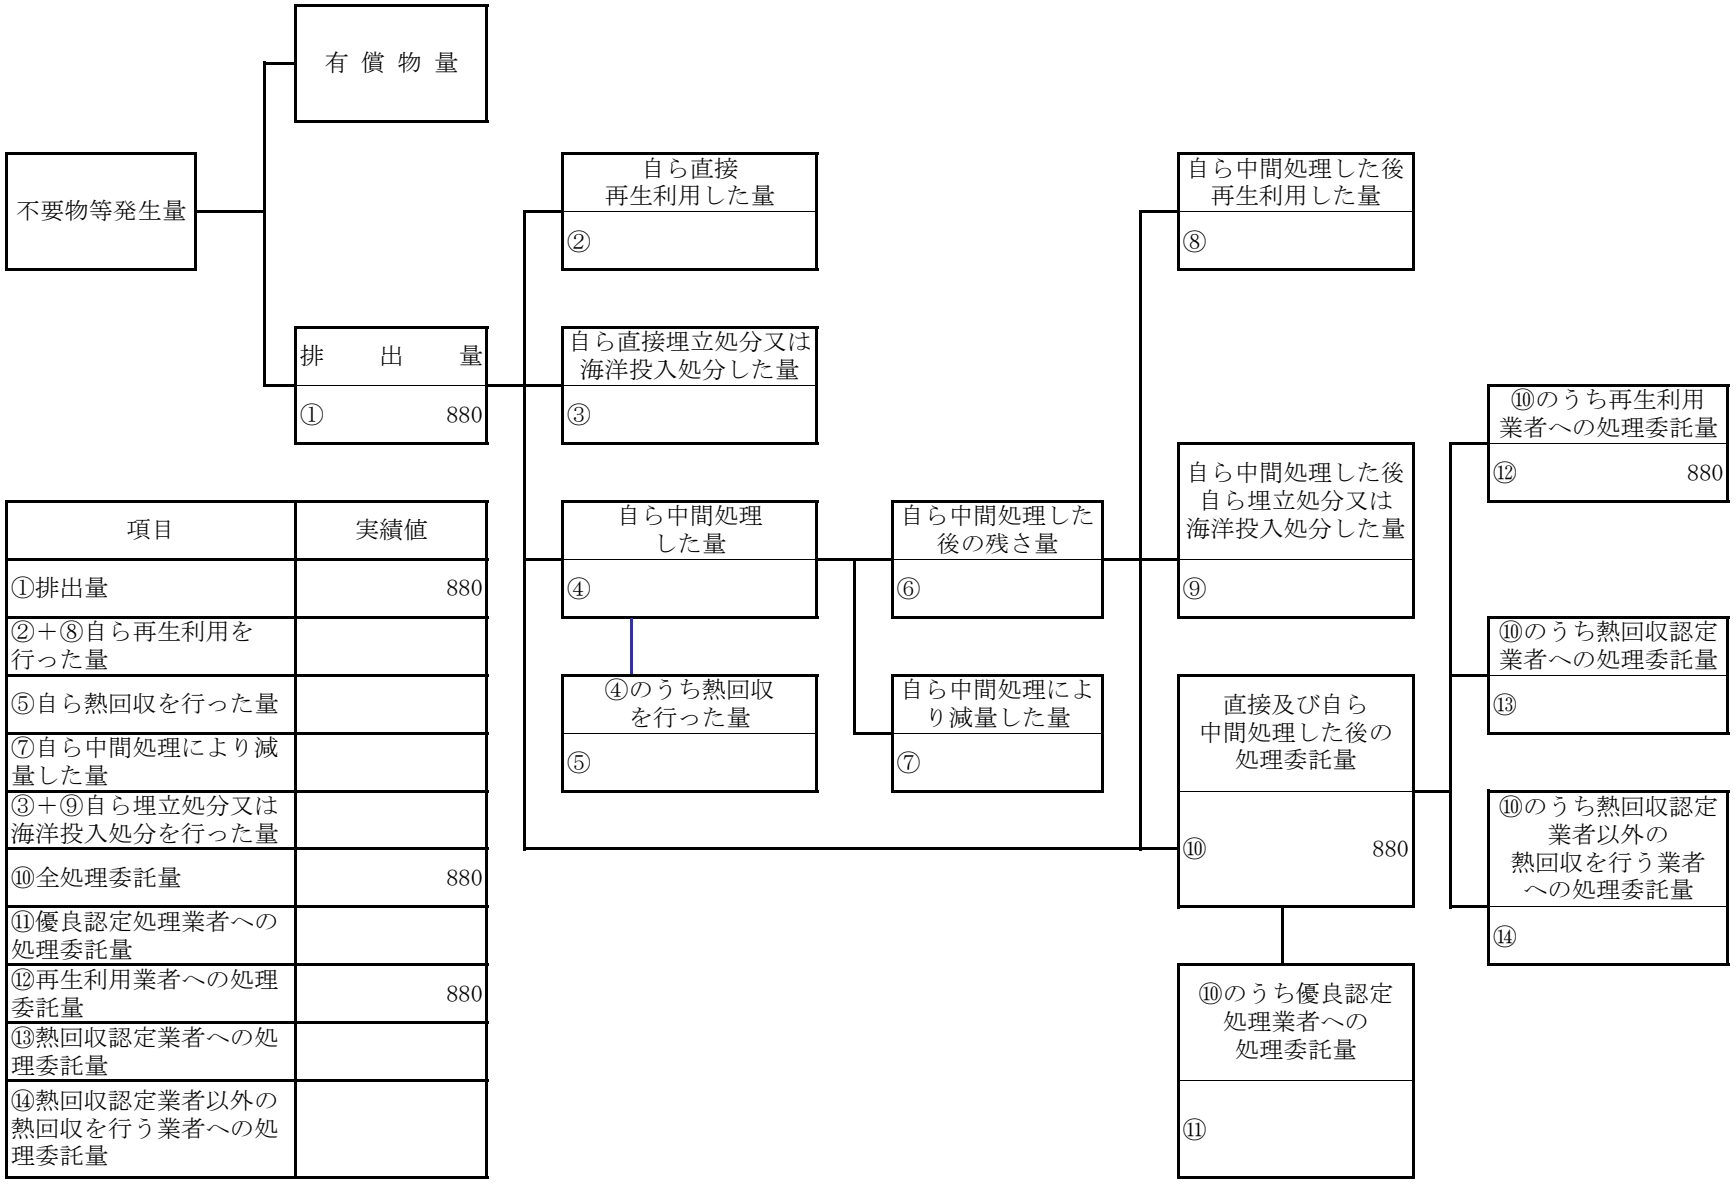 有償物量
不要物等発生量
排出量
① 880
自ら直接
再生利用した量
②
自ら直接埋立処分又は
海洋投入処分した量
③
自ら中間処理
した量
④
④のうち熱回収
を行った量
⑤
自ら中間処理した
後の残さ量
⑥
自ら中間処理によ
り減量した量
⑦
自ら中間処理した後
再生利用した量
⑧
自ら中間処理した後
自ら埋立処分又は
海洋投入処分した量
⑨
直接及び自ら
中間処理した後の
処理委託量
⑩ 880
⑩のうち優良認定
処理業者への
処理委託量
⑪
⑩のうち再生利用
業者への処理委託量
⑫ 880
⑩のうち熱回収認定
業者への処理委託量
⑬
⑩のうち熱回収認定
業者以外の
熱回収を行う業者
への処理委託量
⑭
項目 実績値
①排出量 880
②＋⑧自ら再生利用を
行った量
⑤自ら熱回収を行った量
⑦自ら中間処理により減
量した量
③＋⑨自ら埋立処分又は
海洋投入処分を行った量
⑩全処理委託量 880
⑪優良認定処理業者への
処理委託量
⑫再生利用業者への処理
委託量 880
⑬熱回収認定業者への処
理委託量
⑭熱回収認定業者以外の
熱回収を行う業者への処
理委託量